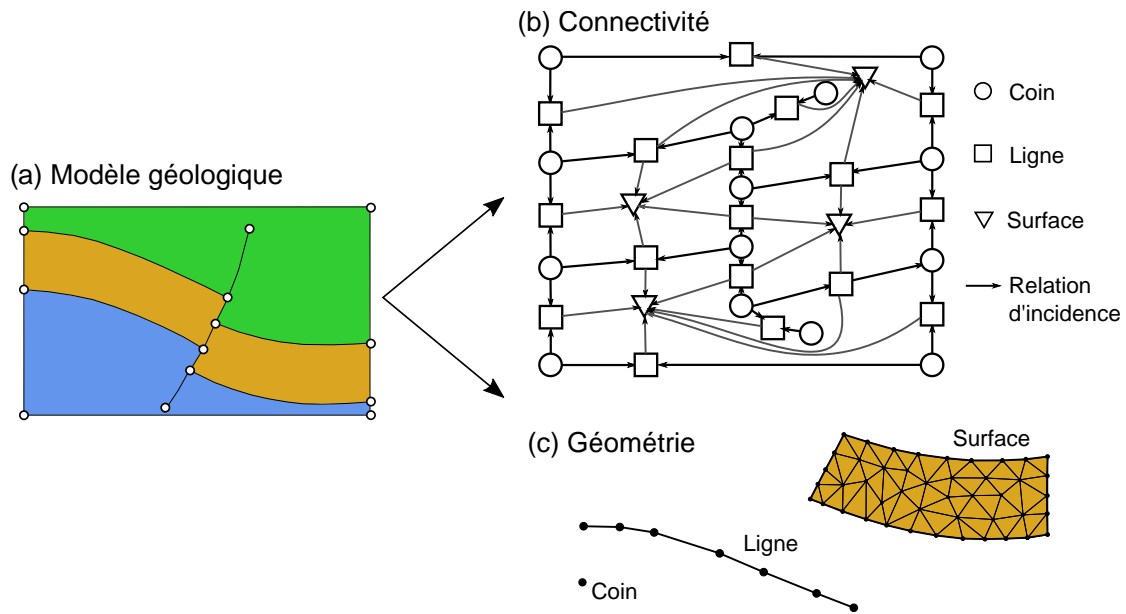 (b) Connectivité
Coin
Ligne
Surface
Relation
d'incidence
(a) Modèle géologique
(c) Géométrie
Surface
Ligne
Coin